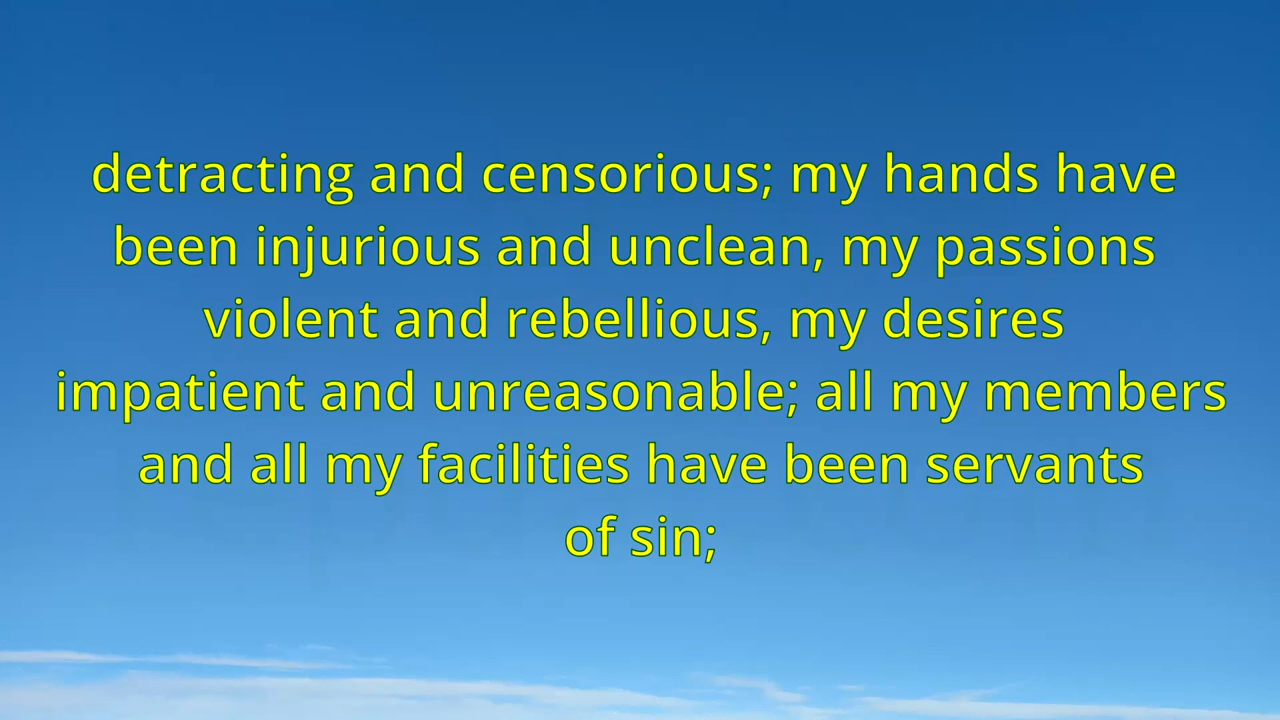 detracting and censorious; my hands have
been injurious and unclean, my passions
violent and rebellious, my desires
impatient and unreasonable; all my members
and all my facilities have been servants
of sin;